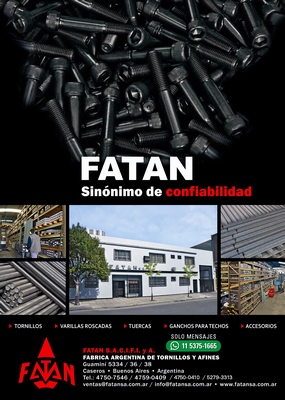 FATAN
Sinónimo de confiabilidad
FATAN
TORNILLOS
VARILLAS ROSCADAS
TUERCAS
GANCHOS PARA TECHOS
ACCESORIOS
SOLO MENSAJES
11 5375-1665
FATAN S.A.C.I.F.I. y A.
FABRICA ARGENTINA DE TORNILLOS Y AFINES
Guaminí 5334 / 36 / 38
Caseros • Buenos Aires • Argentina
Tel.: 4750-7546 / 4759-0409 / 4750-0410 / 5279-3313
ventas@fatansa.com.ar / info@fatansa.com.ar • www.fatansa.com.ar
FATAN